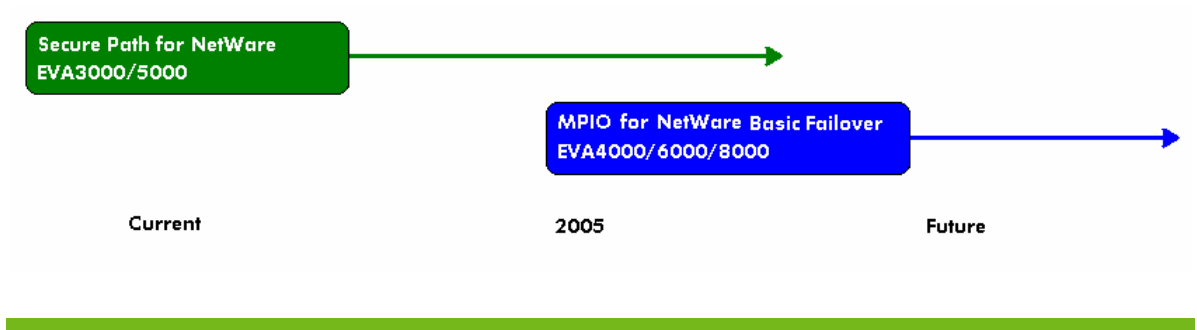 Secure Path for NetWare
EVA3000/5000
MPIO for NetWare Basic Failover
EVA4000/6000/8000
Current 2005 Future